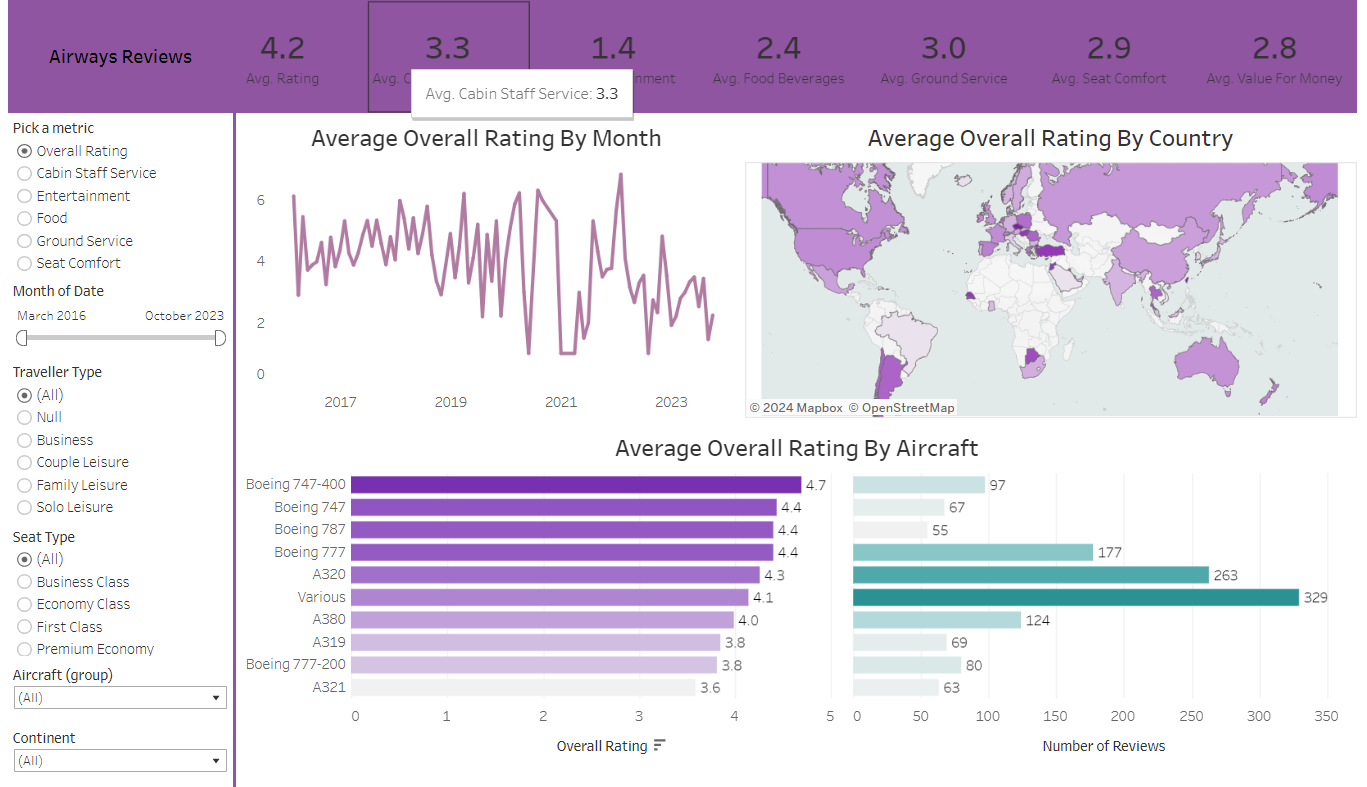 Airways Reviews
4.2
Avg. Rating
3.3
Avg. C
1.4
nment
2.4
Avg. Food Beverages
3.0
Avg. Ground Service
2.9
Avg. Seat Comfort
2.8
Avg. Value For Money
Avg. Cabin Staff Service: 3.3
Pick a metric
Overall Rating
Cabin Staff Service
Entertainment
Food
Ground Service
Seat Comfort
Month of Date
March 2016 October 2023
Traveller Type
(All)
Null
Business
Couple Leisure
Family Leisure
Solo Leisure
Seat Type
(All)
Business Class
Economy Class
First Class
Premium Economy
Aircraft (group)
(All)
Continent
(All)
Average Overall Rating By Month
6
4
2
0
2017 2019 2021 2023
Average Overall Rating By Country
© 2024 Mapbox © OpenStreetMap
Average Overall Rating By Aircraft
Boeing 747-400 4.7 97
Boeing 747 4.4 67
Boeing 787 4.4 55
Boeing 777 4.4 177
A320 4.3 263
Various 4.1 329
A380 4.0 124
A319 3.8 69
Boeing 777-200 3.8 80
A321 3.6 63
0 1 2 3 4 5 0 50 100 150 200 250 300 350
Overall Rating Number of Reviews